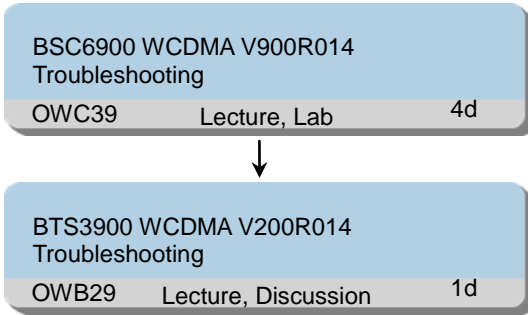 BSC6900 WCDMA V900R014
Troubleshooting
OWC39 Lecture, Lab 4d
BTS3900 WCDMA V200R014
Troubleshooting
OWB29 Lecture, Discussion 1d